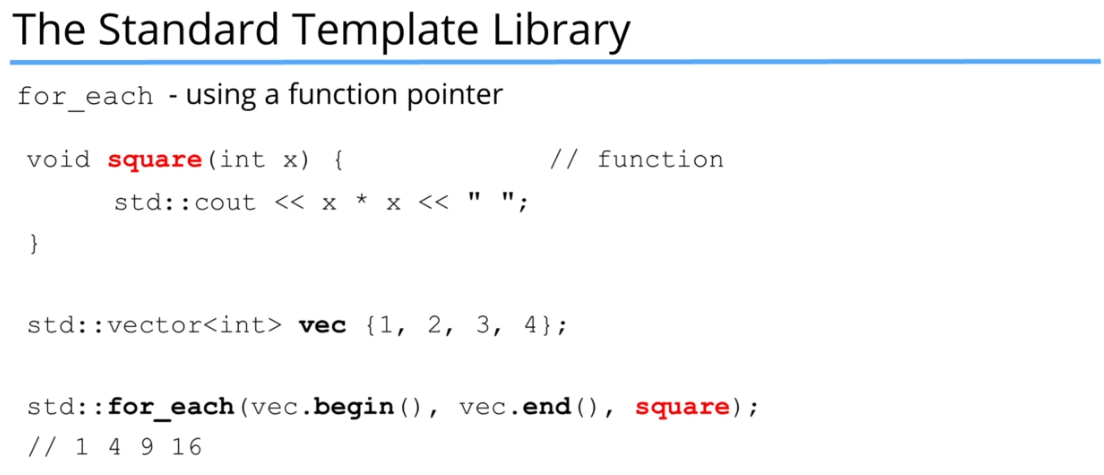 The Standard Template Library
for_each - using a function pointer
void square(int x) { // function
std::cout << x * x << " ";
}
std::vector<int> vec {1, 2, 3, 4};
std::for_each(vec.begin(), vec.end(), square);
// 1 4 9 16